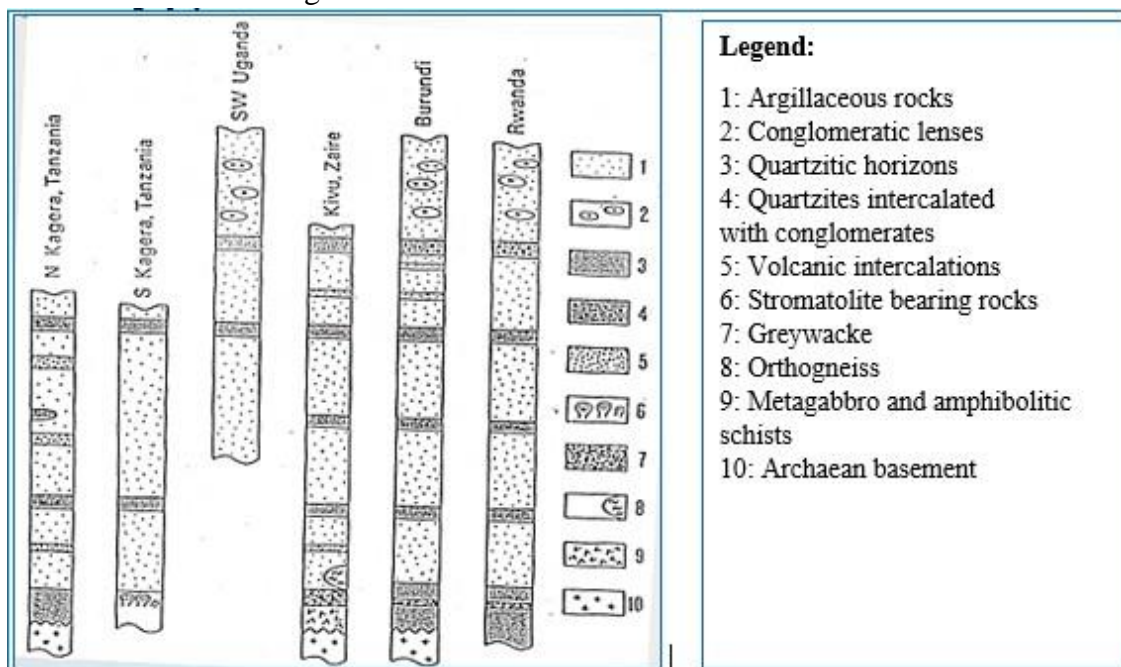 N Kagera, Tanzania
S Kagera, Tanzania
SW Uganda
Kivu, Zaire
Burundi
Rwanda
1
2
3
4
5
6
7
8
9
10
Legend:
1: Argillaceous rocks
2: Conglomeratic lenses
3: Quartzitic horizons
4: Quartzites intercalated
with conglomerates
5: Volcanic intercalations
6: Stromatolite bearing rocks
7: Greywacke
8: Orthogneiss
9: Metagabbro and amphibolitic
schists
10: Archaean basement